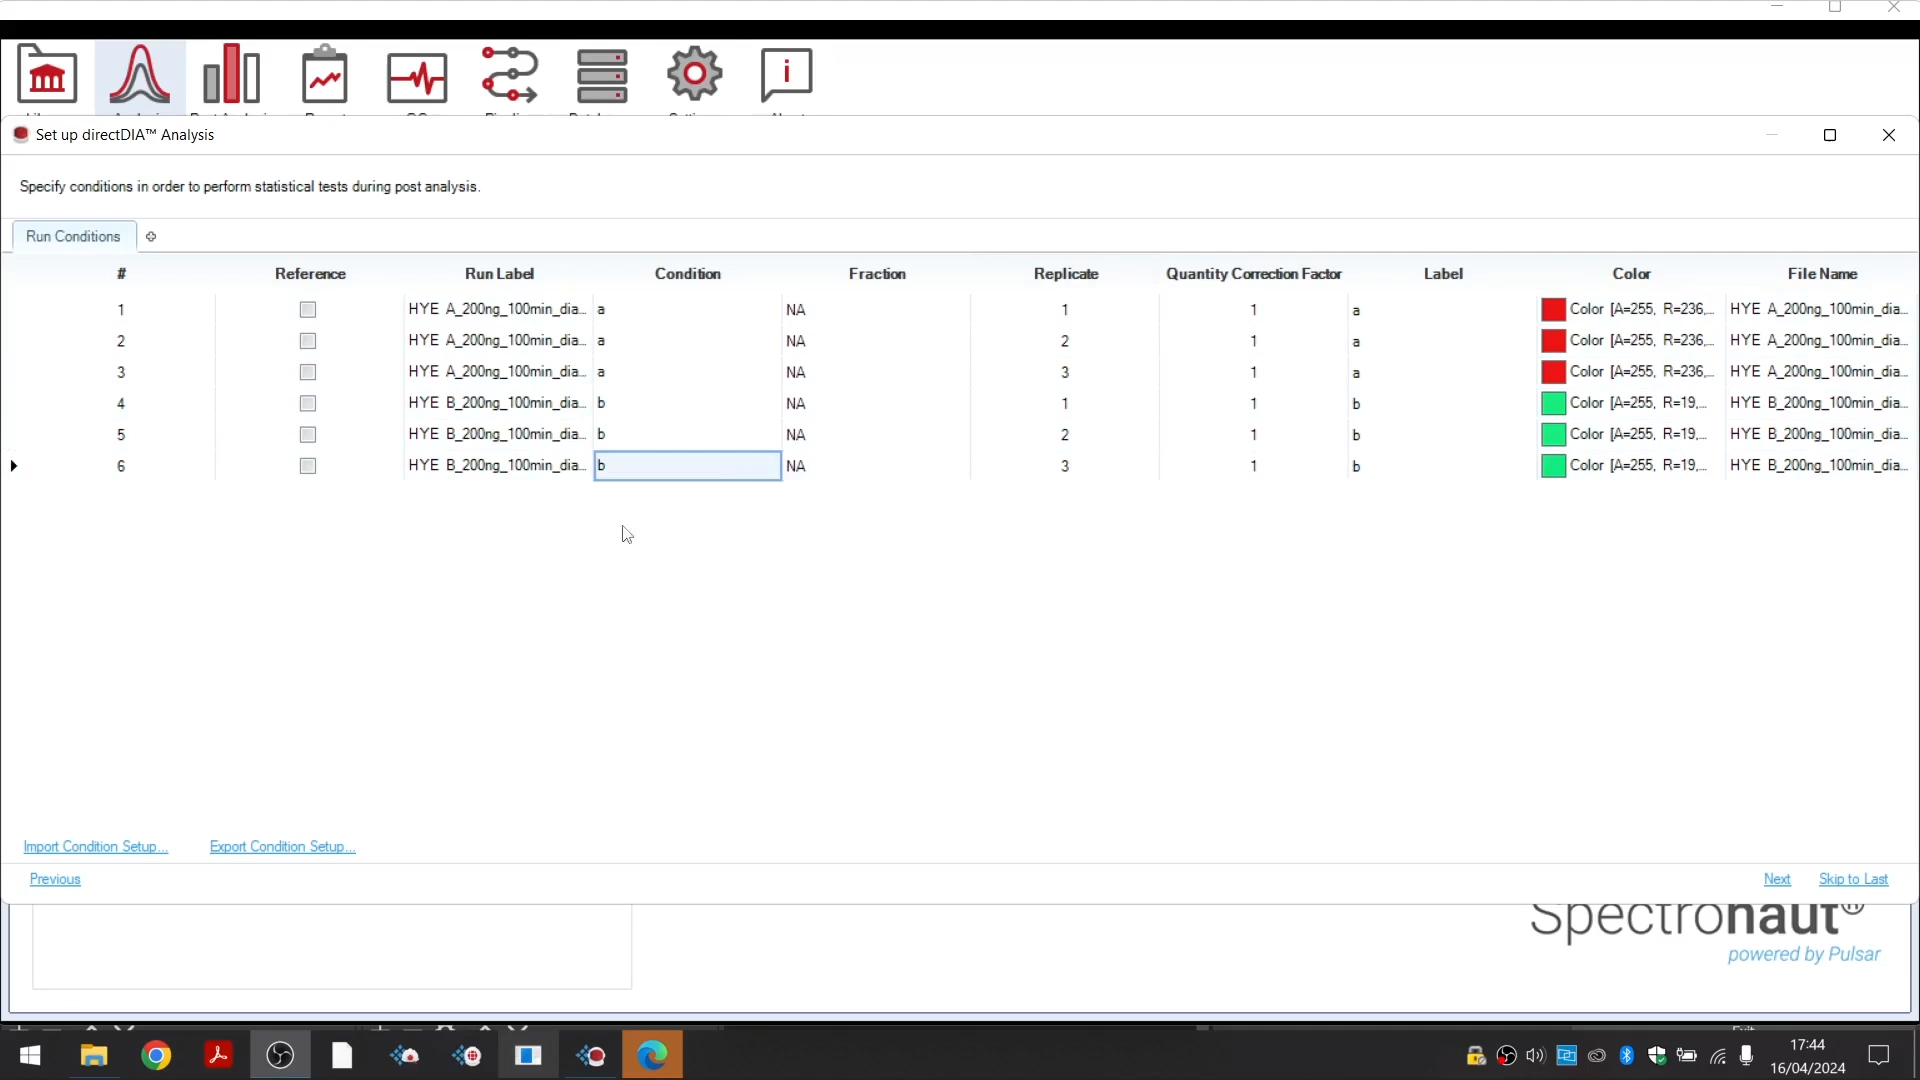 Set up directDIA™ Analysis
Specify conditions in order to perform statistical tests during post analysis.
Run Conditions
# Reference Run Label Condition Fraction Replicate Quantity Correction Factor Label Color File Name
1 HYE A_200ng_100min_dia... a NA 1 1 a Color [A=255, R=236,... HYE A_200ng_100min_dia...
2 HYE A_200ng_100min_dia... a NA 2 1 a Color [A=255, R=236,... HYE A_200ng_100min_dia...
3 HYE A_200ng_100min_dia... a NA 3 1 a Color [A=255, R=236,... HYE A_200ng_100min_dia...
4 HYE B_200ng_100min_dia... b NA 1 1 b Color [A=255, R=19,... HYE B_200ng_100min_dia...
5 HYE B_200ng_100min_dia... b NA 2 1 b Color [A=255, R=19,... HYE B_200ng_100min_dia...
6 HYE B_200ng_100min_dia... b NA 3 1 b Color [A=255, R=19,... HYE B_200ng_100min_dia...
Import Condition Setup... Export Condition Setup...
Previous Next Skip to Last
Spectronaut®
powered by Pulsar
17:44
16/04/2024